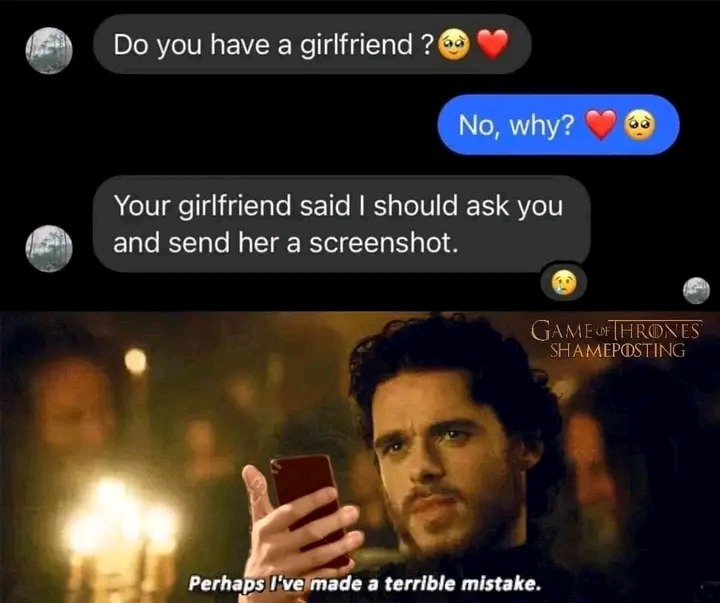 Do you have a girlfriend ?🥺❤️
No, why? ❤️🥺
Your girlfriend said I should ask you
and send her a screenshot.
😢
GAME OF THRONES
SHAMEPOSTING
Perhaps I've made a terrible mistake.